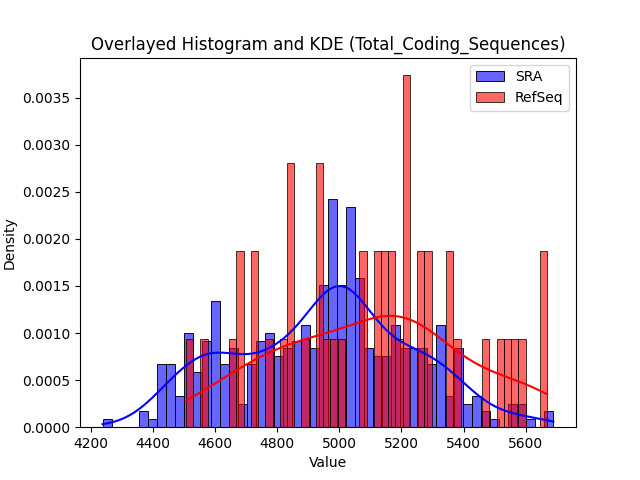 Overlayed Histogram and KDE (Total_Coding_Sequences)
SRA
RefSeq
0.0035
0.0030
0.0025
0.0020
0.0015
0.0010
0.0005
0.0000
Density
4200 4400 4600 4800 5000 5200 5400 5600
Value